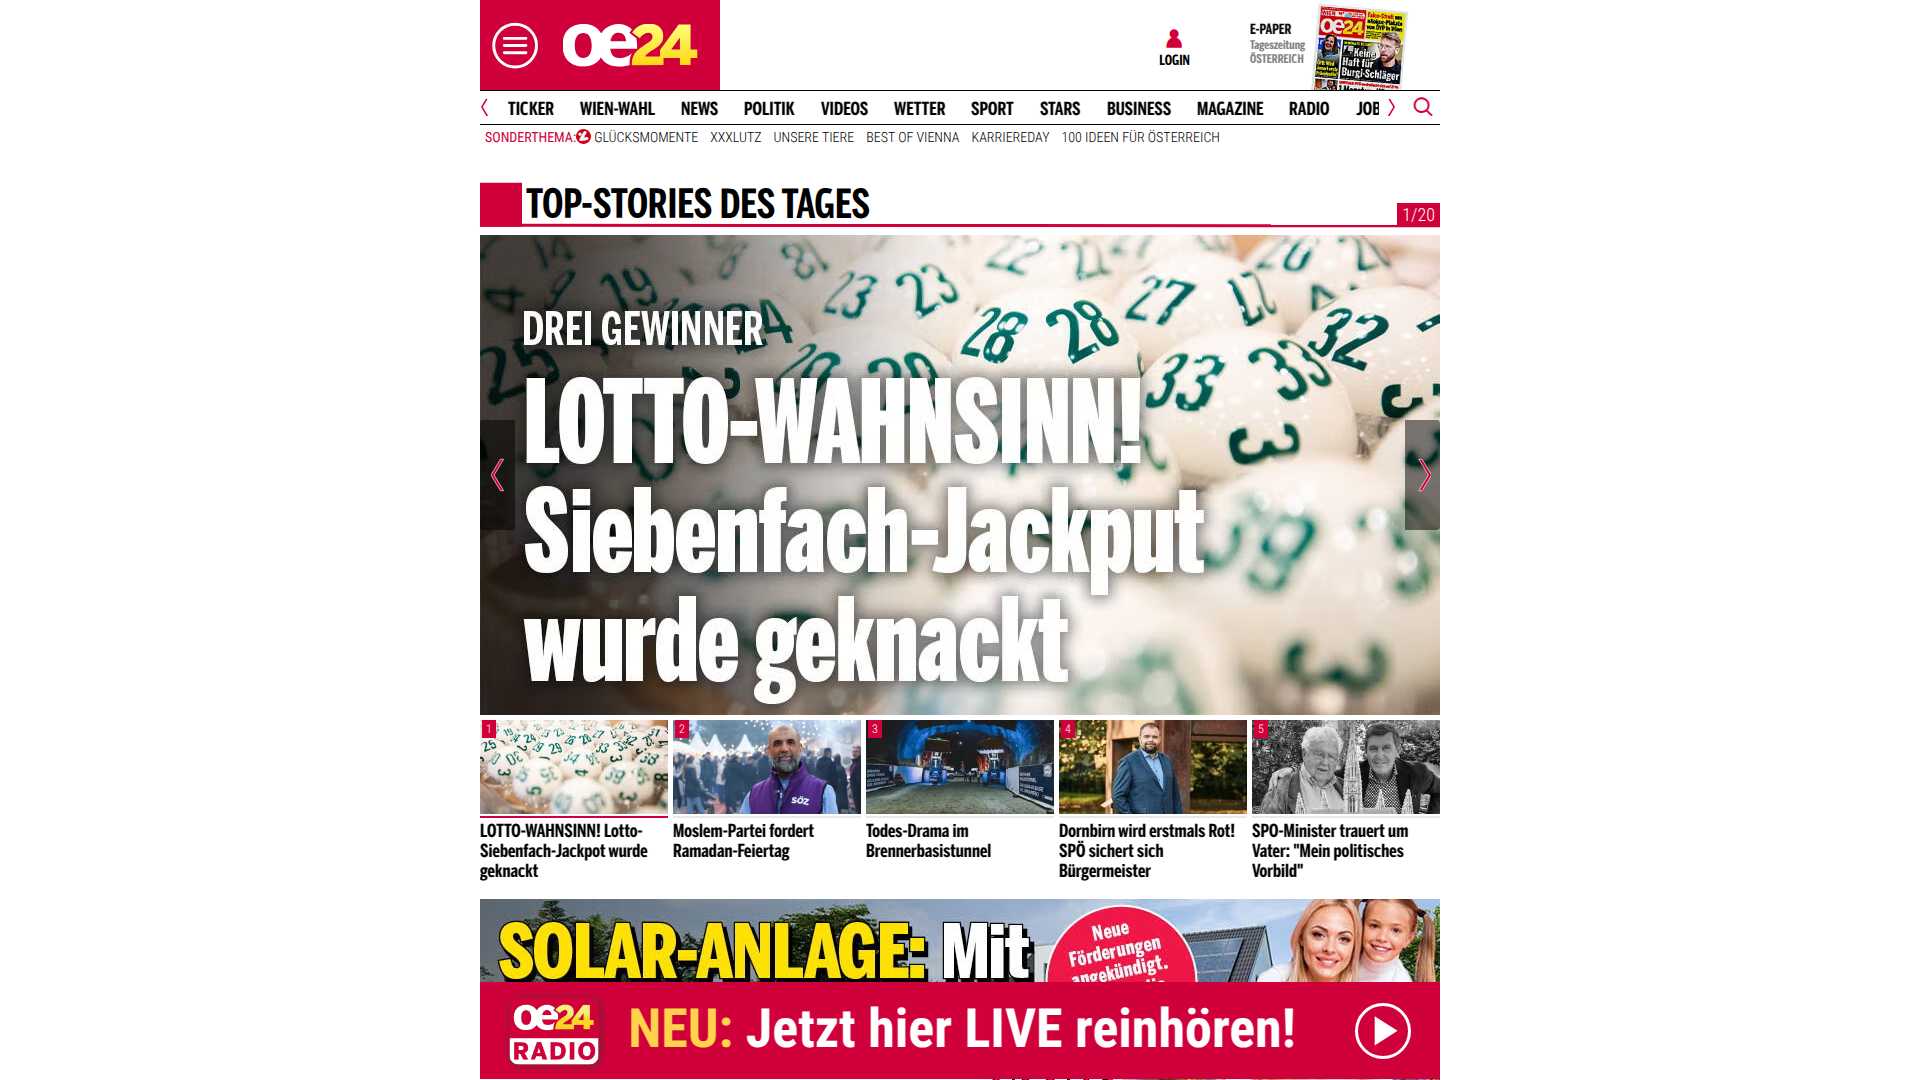 oe24
LOGIN
E-PAPER
Tageszeitung
ÖSTERREICH
oe24
Keine
Haft für
Burgi-Schläger
TICKER WIEN-WAHL NEWS POLITIK VIDEOS WETTER SPORT STARS BUSINESS MAGAZINE RADIO JOB
SONDERTHEMA: GLÜCKSMOMENTE XXXLUTZ UNSERE TIERE BEST OF VIENNA KARRIEREDAY 100 IDEEN FÜR ÖSTERREICH
TOP-STORIES DES TAGES
1/20
DREI GEWINNER
LOTTO-WAHNSINN!
Siebenfach-Jackput
wurde geknackt
1
LOTTO-WAHNSINN! Lotto-
Siebenfach-Jackpot wurde
geknackt
2
SÖZ
Moslem-Partei fordert
Ramadan-Feiertag
3
Todes-Drama im
Brennerbasistunnel
4
Dornbirn wird erstmals Rot!
SPÖ sichert sich
Bürgermeister
5
SPÖ-Minister trauert um
Vater: "Mein politisches
Vorbild"
SOLAR-ANLAGE: Mit
Neue
Förderungen
angekündigt.
oe24
RADIO
NEU: Jetzt hier LIVE reinhören!